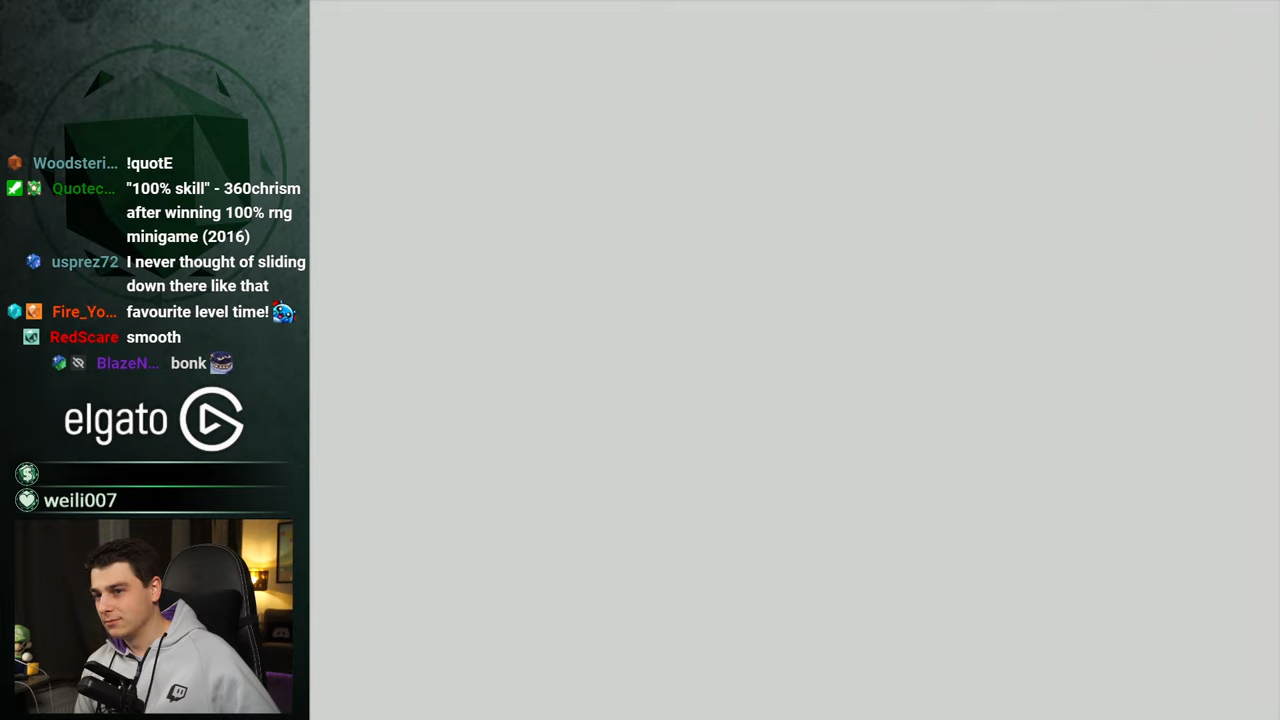 Woodsteri... !quotE
Quotec... "100% skill" - 360chrism
after winning 100% rng
minigame (2016)
usprez72 I never thought of sliding
down there like that
Fire_Yo... favourite level time!
RedScare smooth
BlazeN... bonk
elgato
weili007